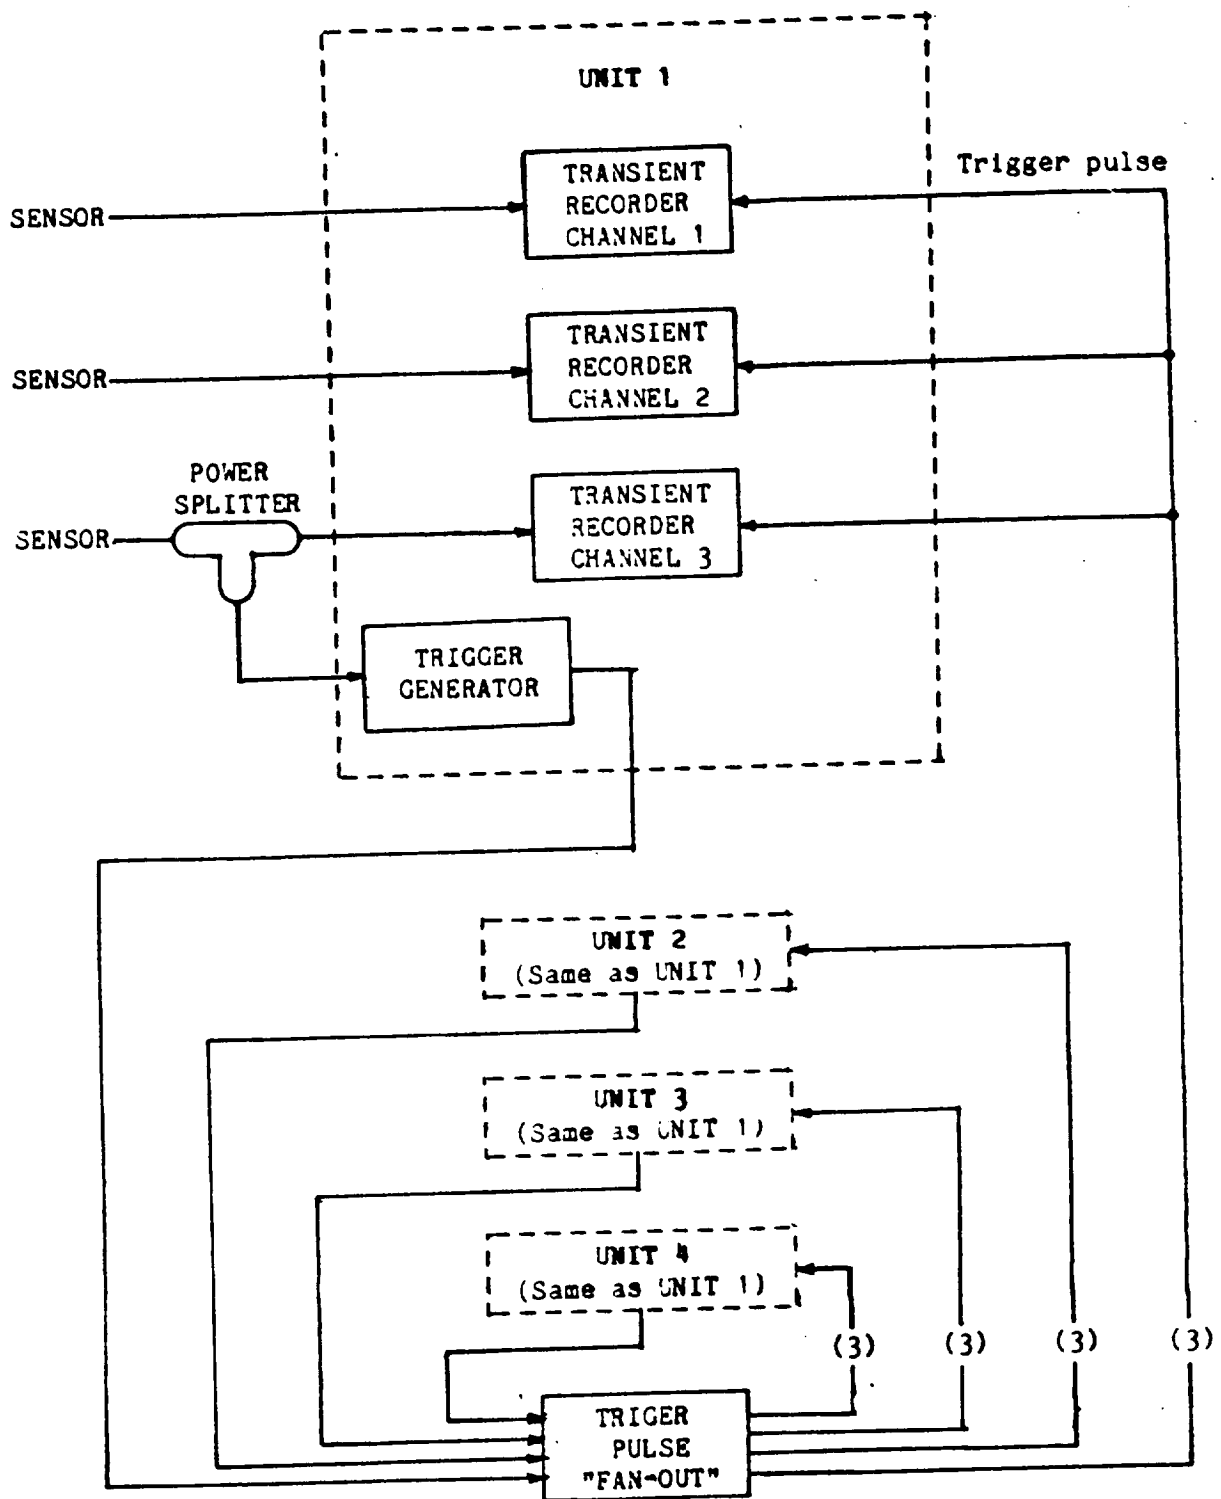 UNIT 1
TRANSIENT
RECORDER
CHANNEL 1
Trigger pulse
SENSOR
TRANSIENT
RECORDER
CHANNEL 2
SENSOR
POWER
SPLITTER
TRANSIENT
RECORDER
CHANNEL 3
SENSOR
TRIGGER
GENERATOR
UNIT 2
(Same as UNIT 1)
UNIT 3
(Same as UNIT 1)
UNIT 4
(Same as UNIT 1)
(3) (3) (3) (3)
TRIGER
PULSE
"FAN-OUT"